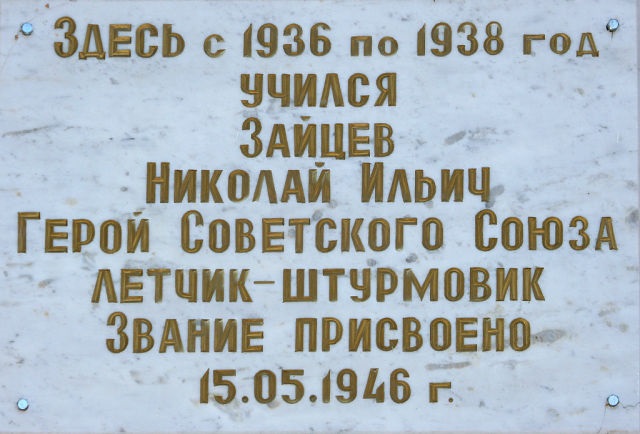 Здесь с 1936 по 1938 год
учился
Зайцев
Николай Ильич
Герой Советского Союза
летчик-штурмовик
Звание присвоено
15.05.1946 г.